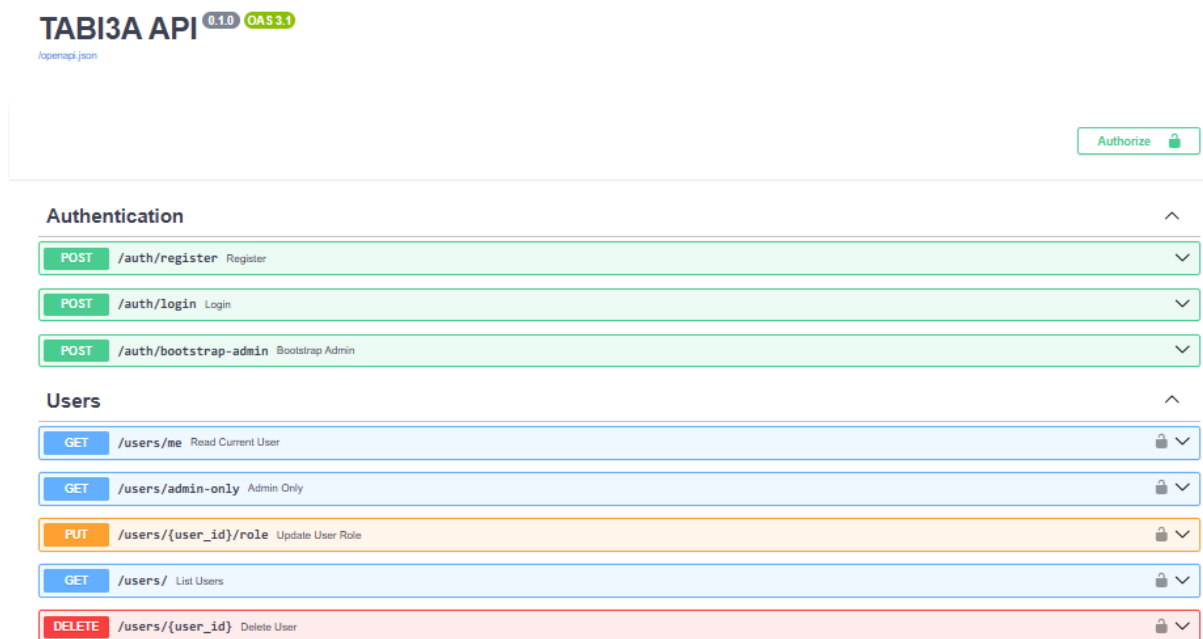 TABI3A API 0.1.0 OAS 3.1
/openapi.json
Authorize
Authentication
POST /auth/register Register
POST /auth/login Login
POST /auth/bootstrap-admin Bootstrap Admin
Users
GET /users/me Read Current User
GET /users/admin-only Admin Only
PUT /users/{user_id}/role Update User Role
GET /users/ List Users
DELETE /users/{user_id} Delete User